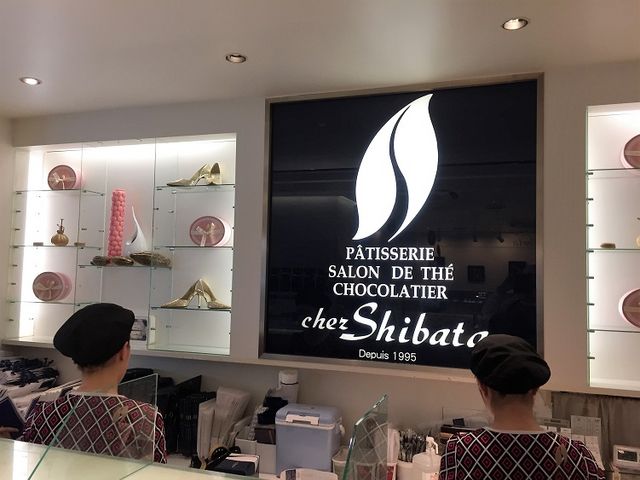 PÂTISSERIE
SALON DE THÉ
CHOCOLATIER
chez Shibata
Depuis 1995